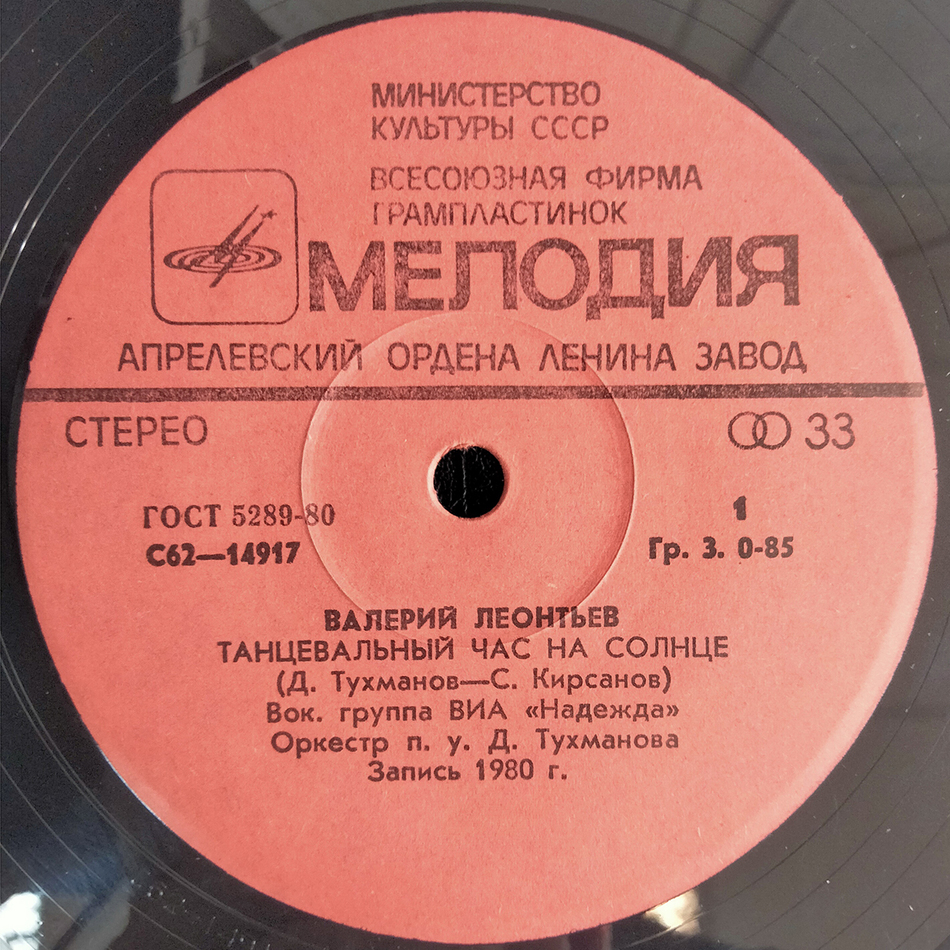 МИНИСТЕРСТВО
КУЛЬТУРЫ СССР
ВСЕСОЮЗНАЯ ФИРМА
ГРАМПЛАСТИНОК
МЕЛОДИЯ
АПРЕЛЕВСКИЙ ОРДЕНА ЛЕНИНА ЗАВОД
СТЕРЕО 33
ГОСТ 5289-80 1
С62—14917 Гр. 3. 0-85
ВАЛЕРИЙ ЛЕОНТЬЕВ
ТАНЦЕВАЛЬНЫЙ ЧАС НА СОЛНЦЕ
(Д. Тухманов—С. Кирсанов)
Вок. группа ВИА «Надежда»
Оркестр п. у. Д. Тухманова
Запись 1980 г.